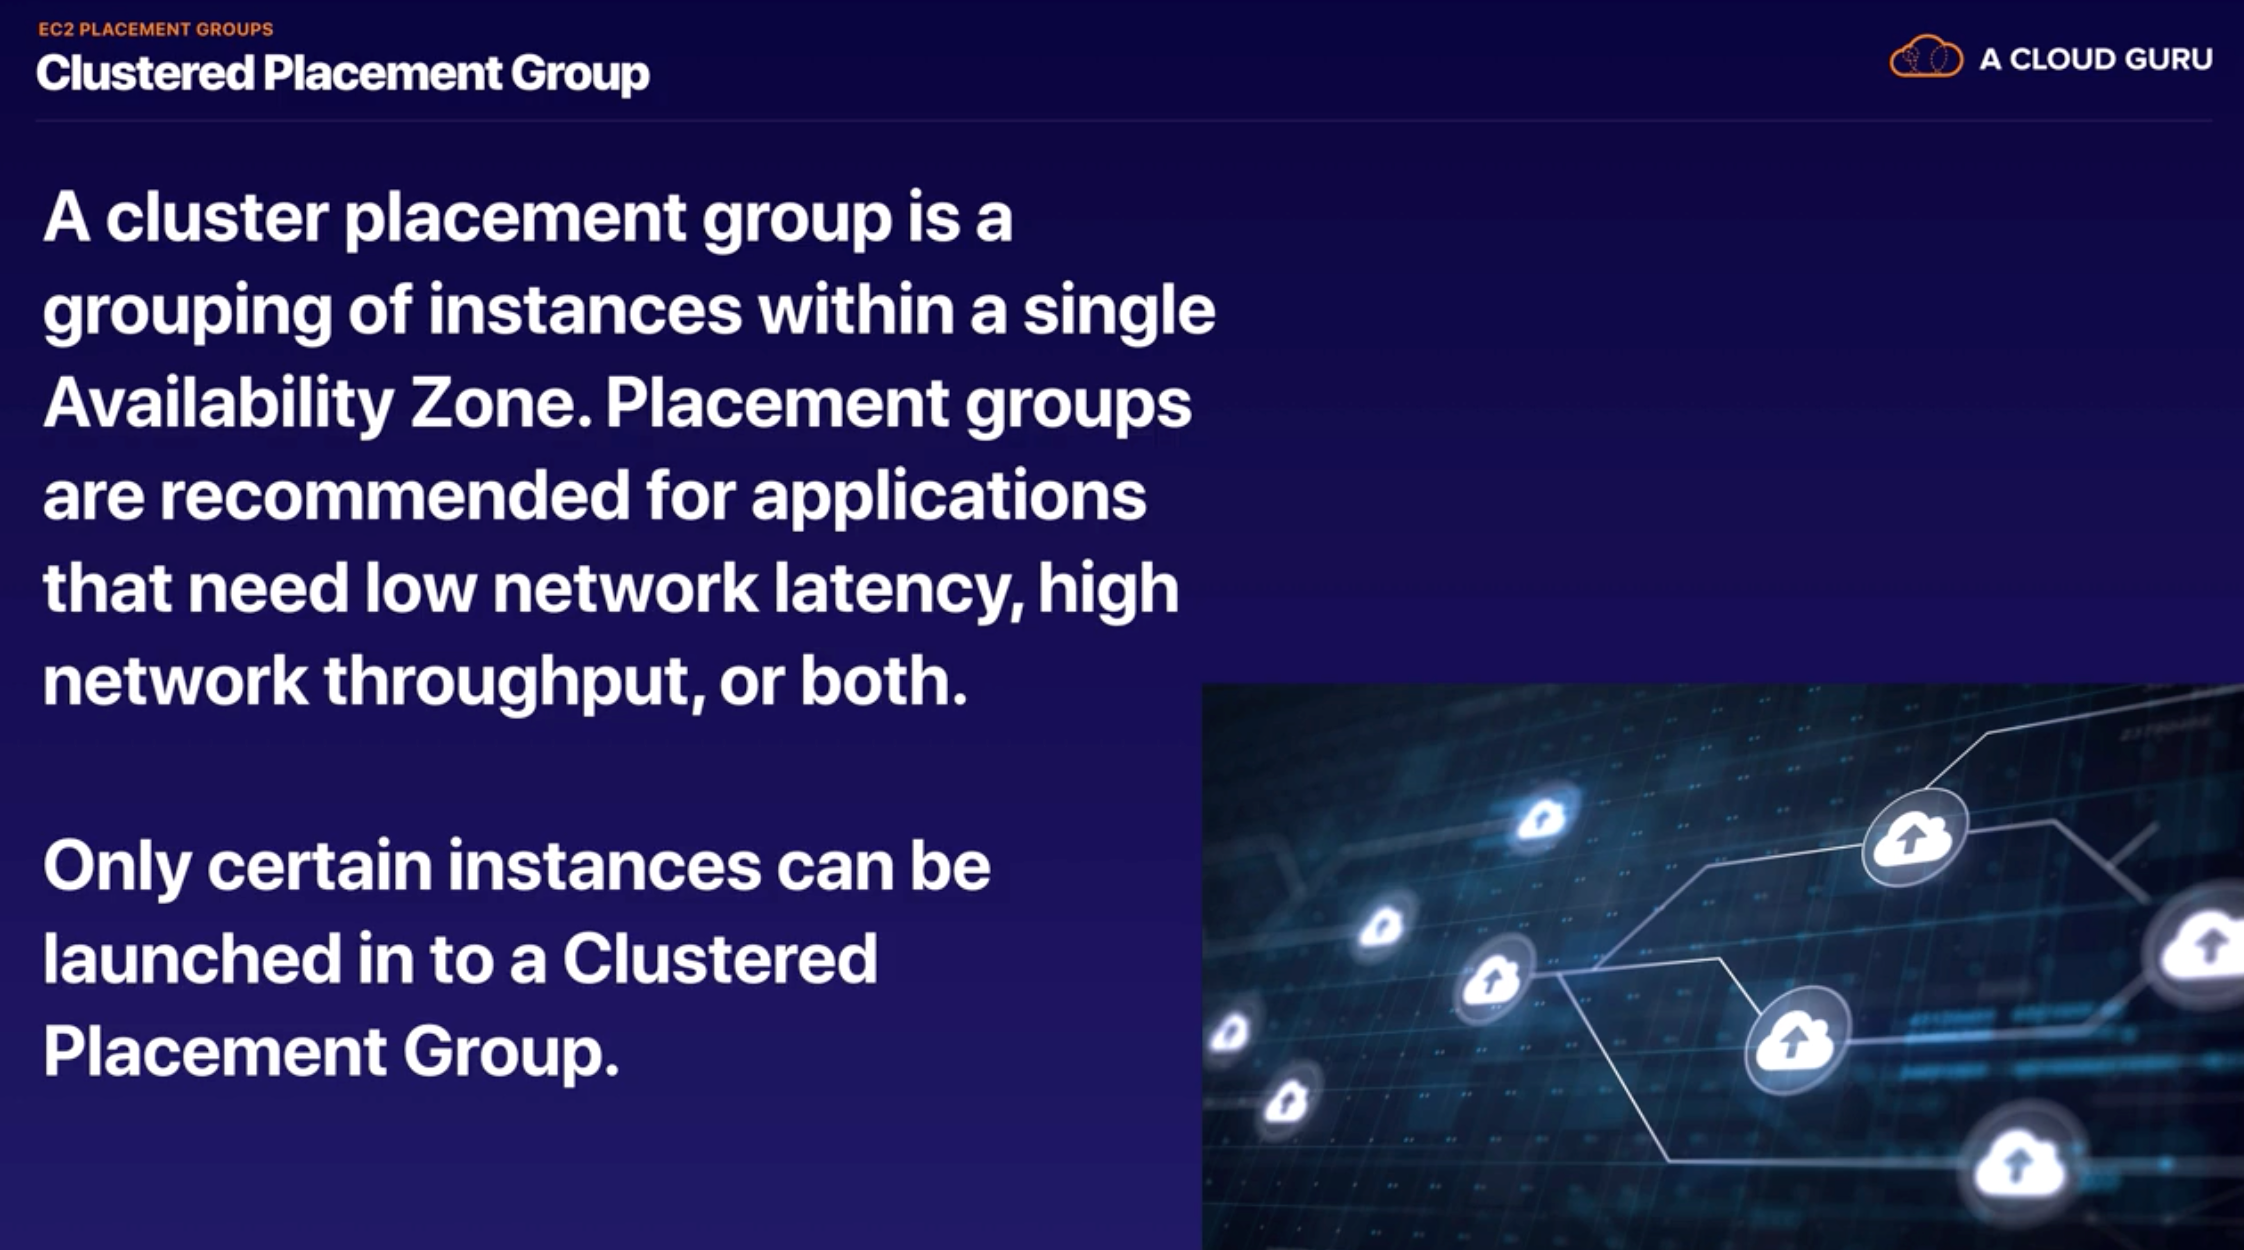 EC2 PLACEMENT GROUPS
Clustered Placement Group
A CLOUD GURU
A cluster placement group is a
grouping of instances within a single
Availability Zone. Placement groups
are recommended for applications
that need low network latency, high
network throughput, or both.
Only certain instances can be
launched in to a Clustered
Placement Group.